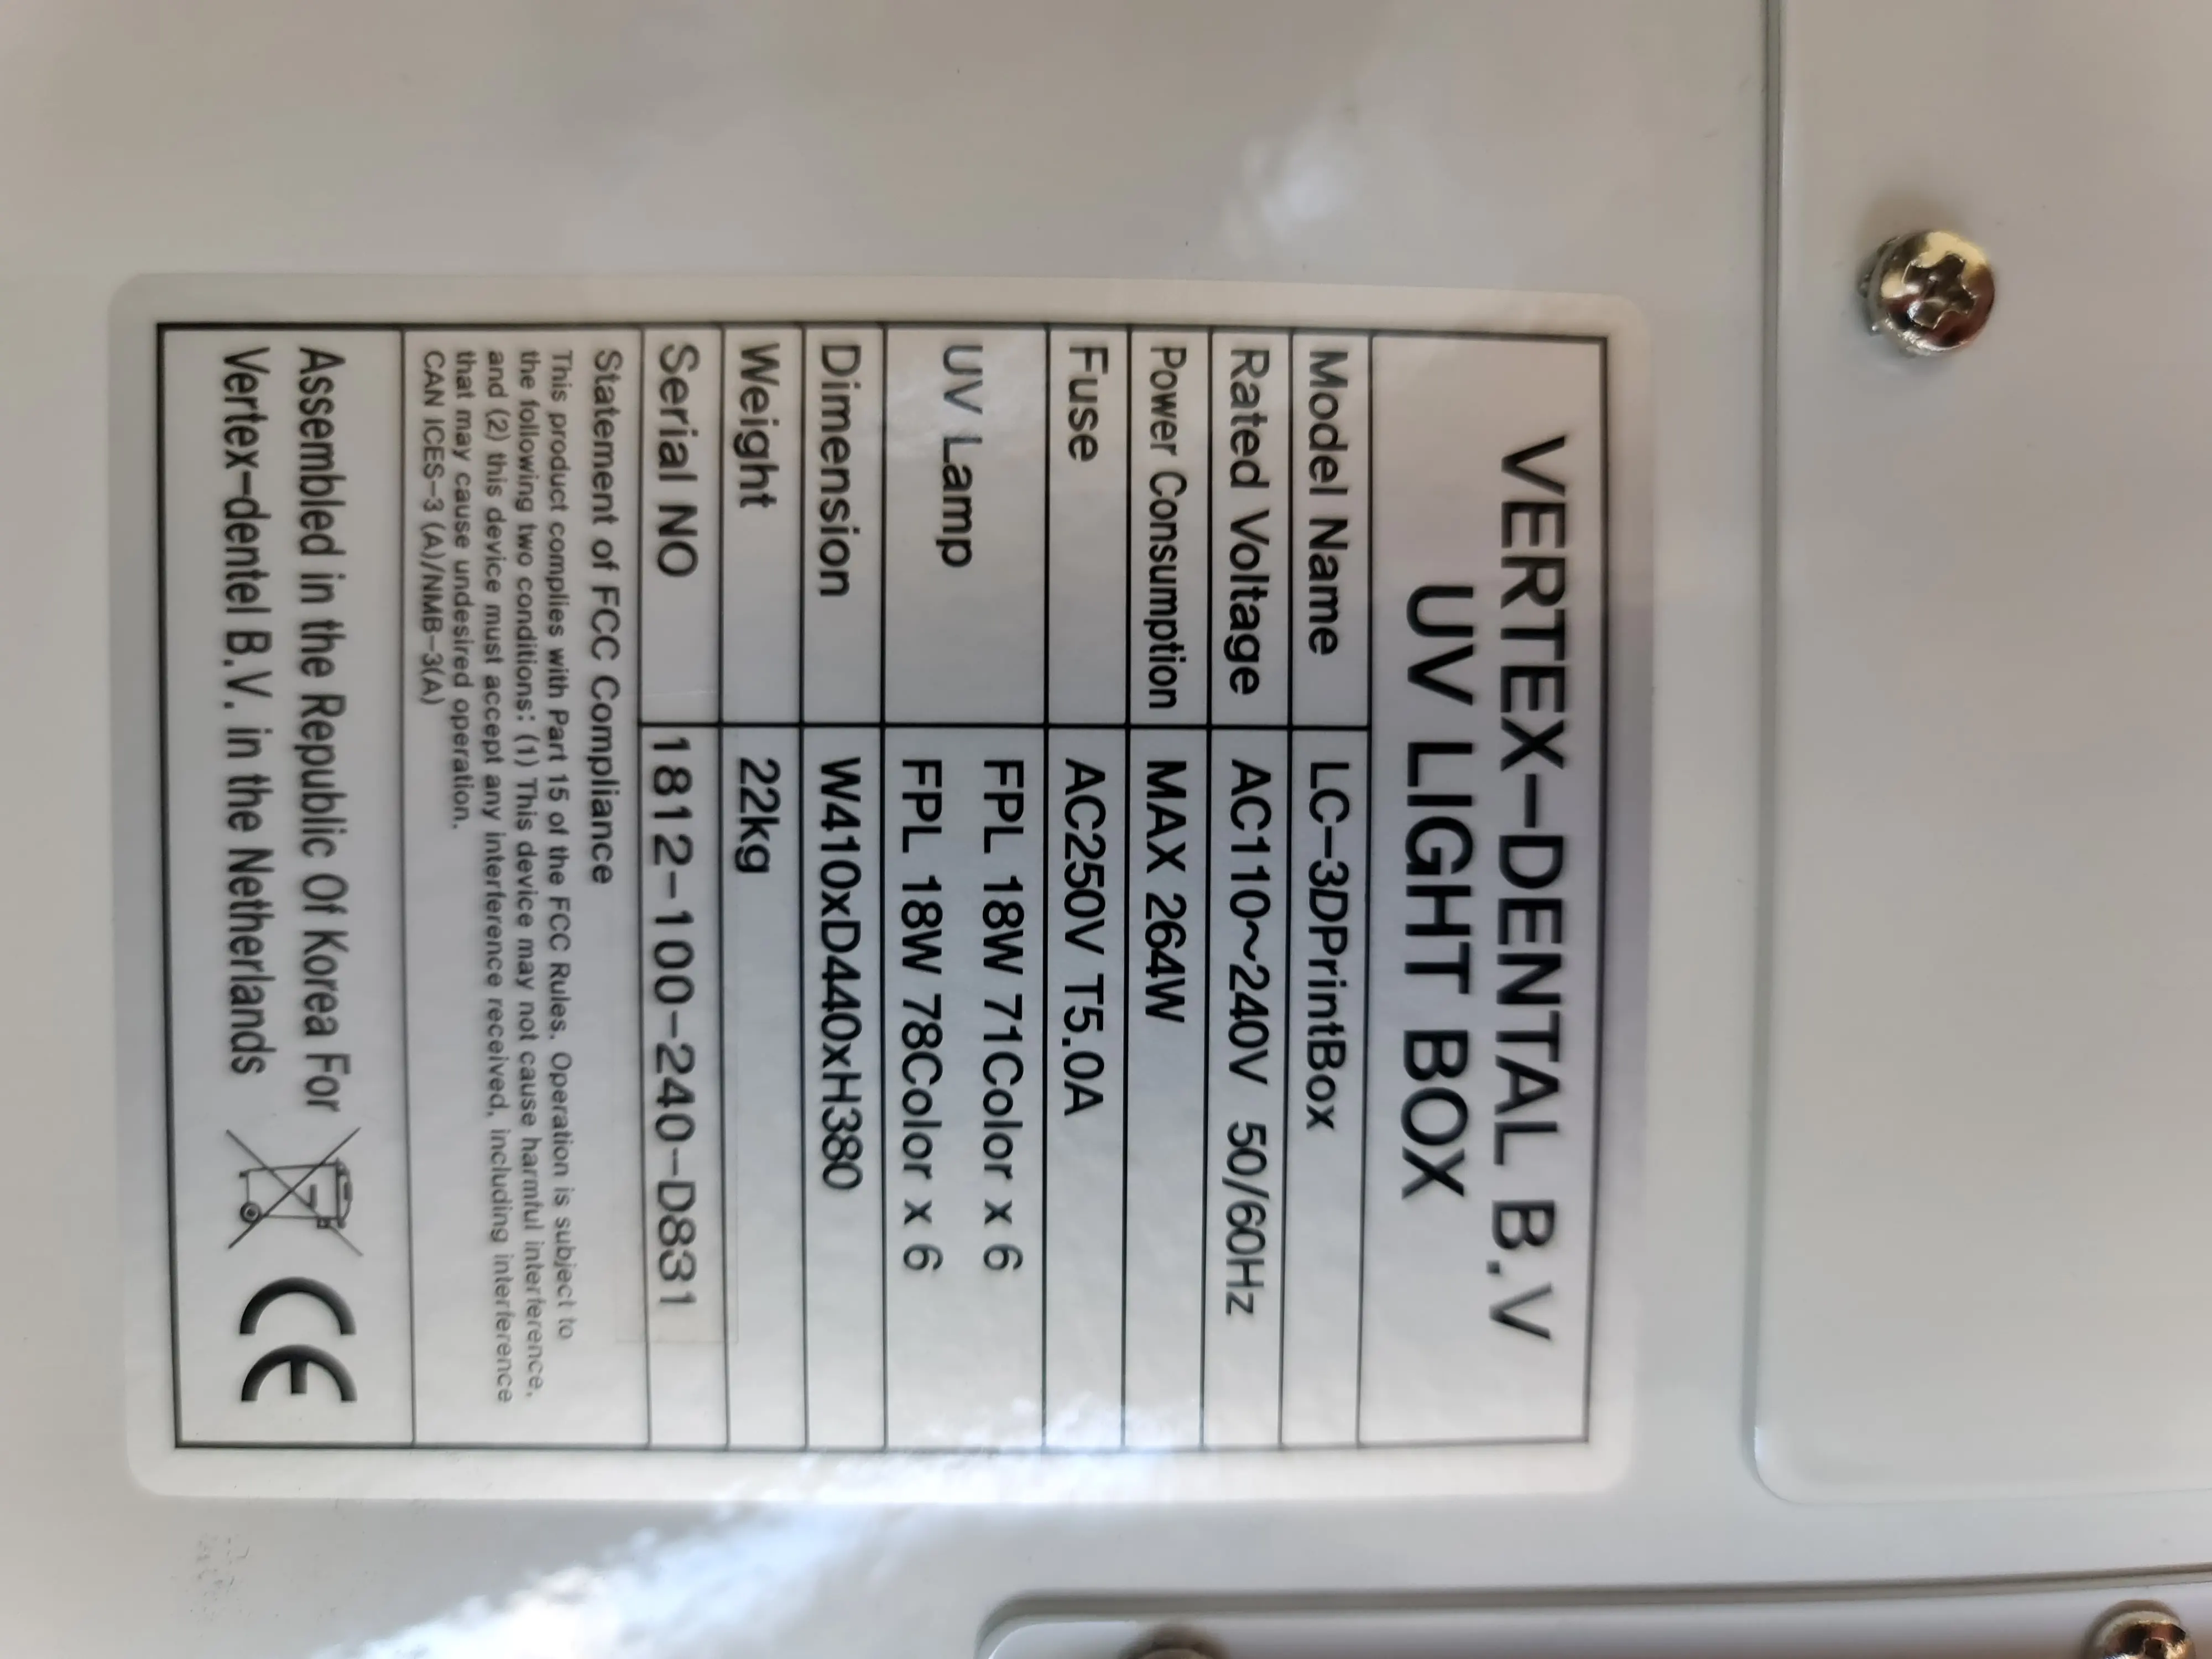 VERTEX-DENTAL B.V
UV LIGHT BOX
Model Name LC-3DPrintBox
Rated Voltage AC110~240V 50/60Hz
Power Consumption MAX 264W
Fuse AC250V T5.0A
UV Lamp FPL 18W 71Color x 6
FPL 18W 78Color x 6
Dimension W410xD440xH380
Weight 22kg
Serial NO 1812-100-240-D831
Statement of FCC Compliance
This product complies with Part 15 of the FCC Rules. Operation is subject to
the following two conditions: (1) This device may not cause harmful interference,
and (2) this device must accept any interference received, including interference
that may cause undesired operation.
CAN ICES-3 (A)/NMB-3(A)
Assembled in the Republic Of Korea For
Vertex-dentel B.V. in the Netherlands
CE